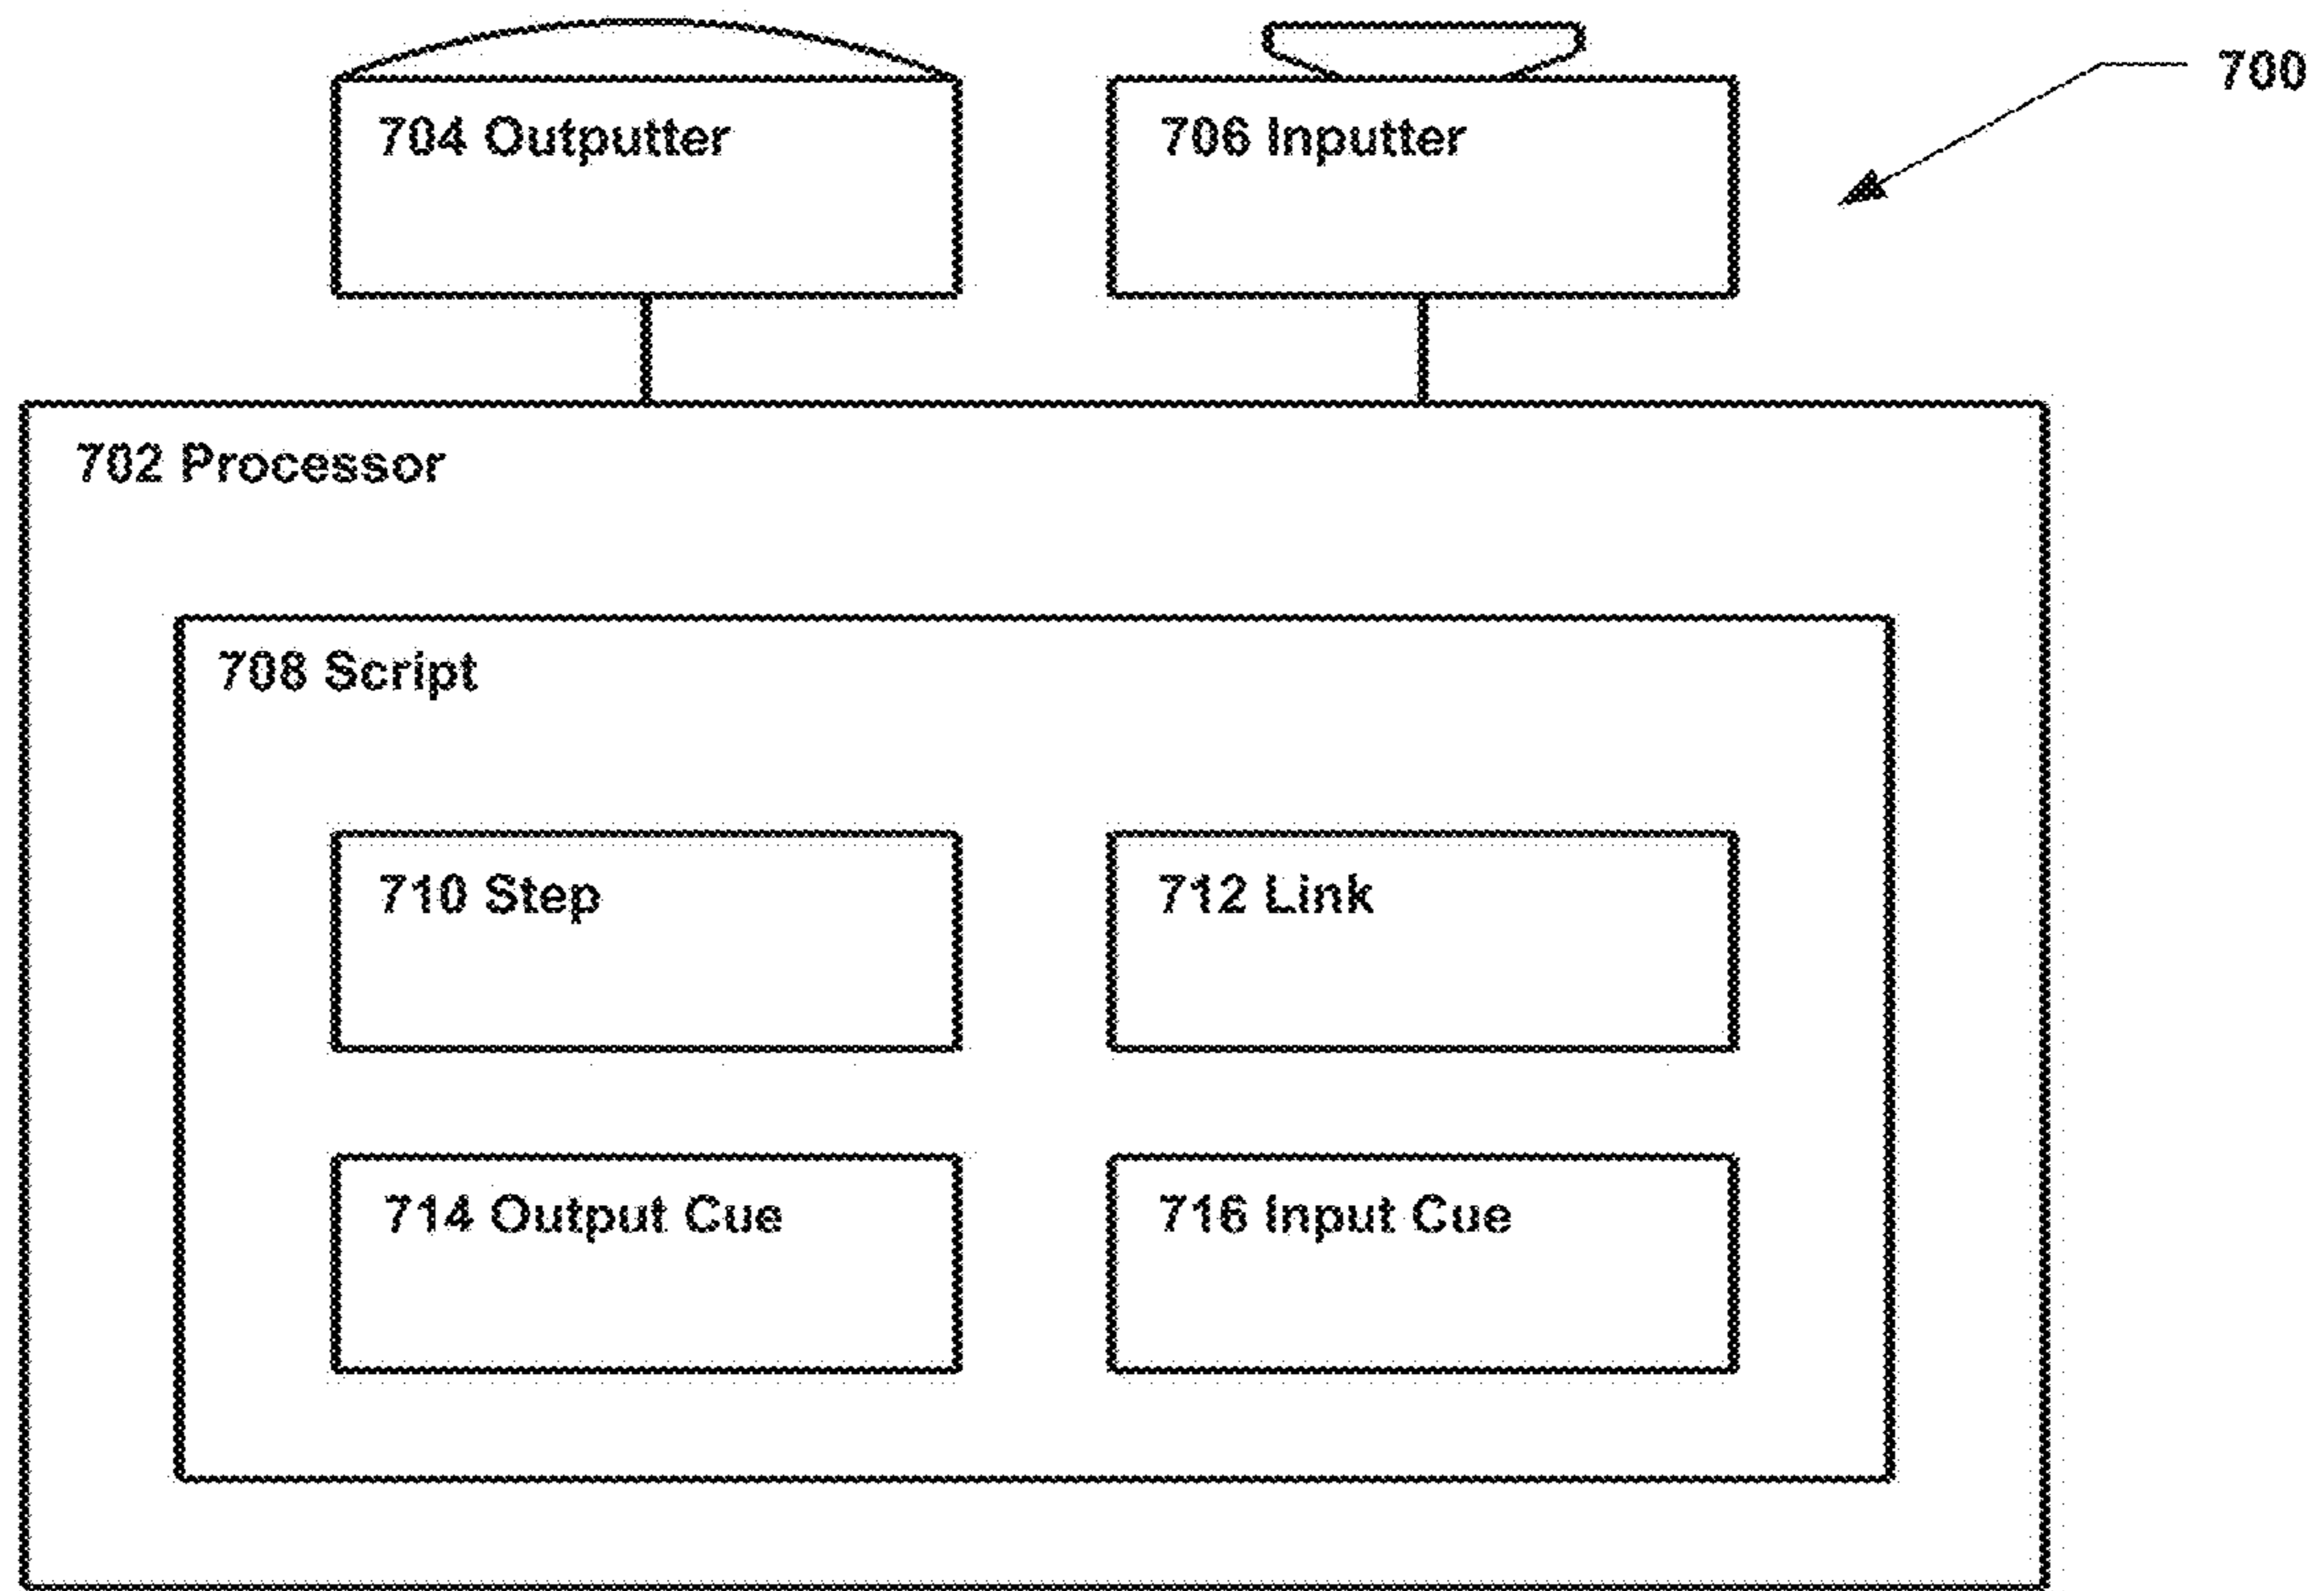 704 Outputter
706 Inputter
700
702 Processor
708 Script
710 Step
712 Link
714 Output Cue
716 Input Cue